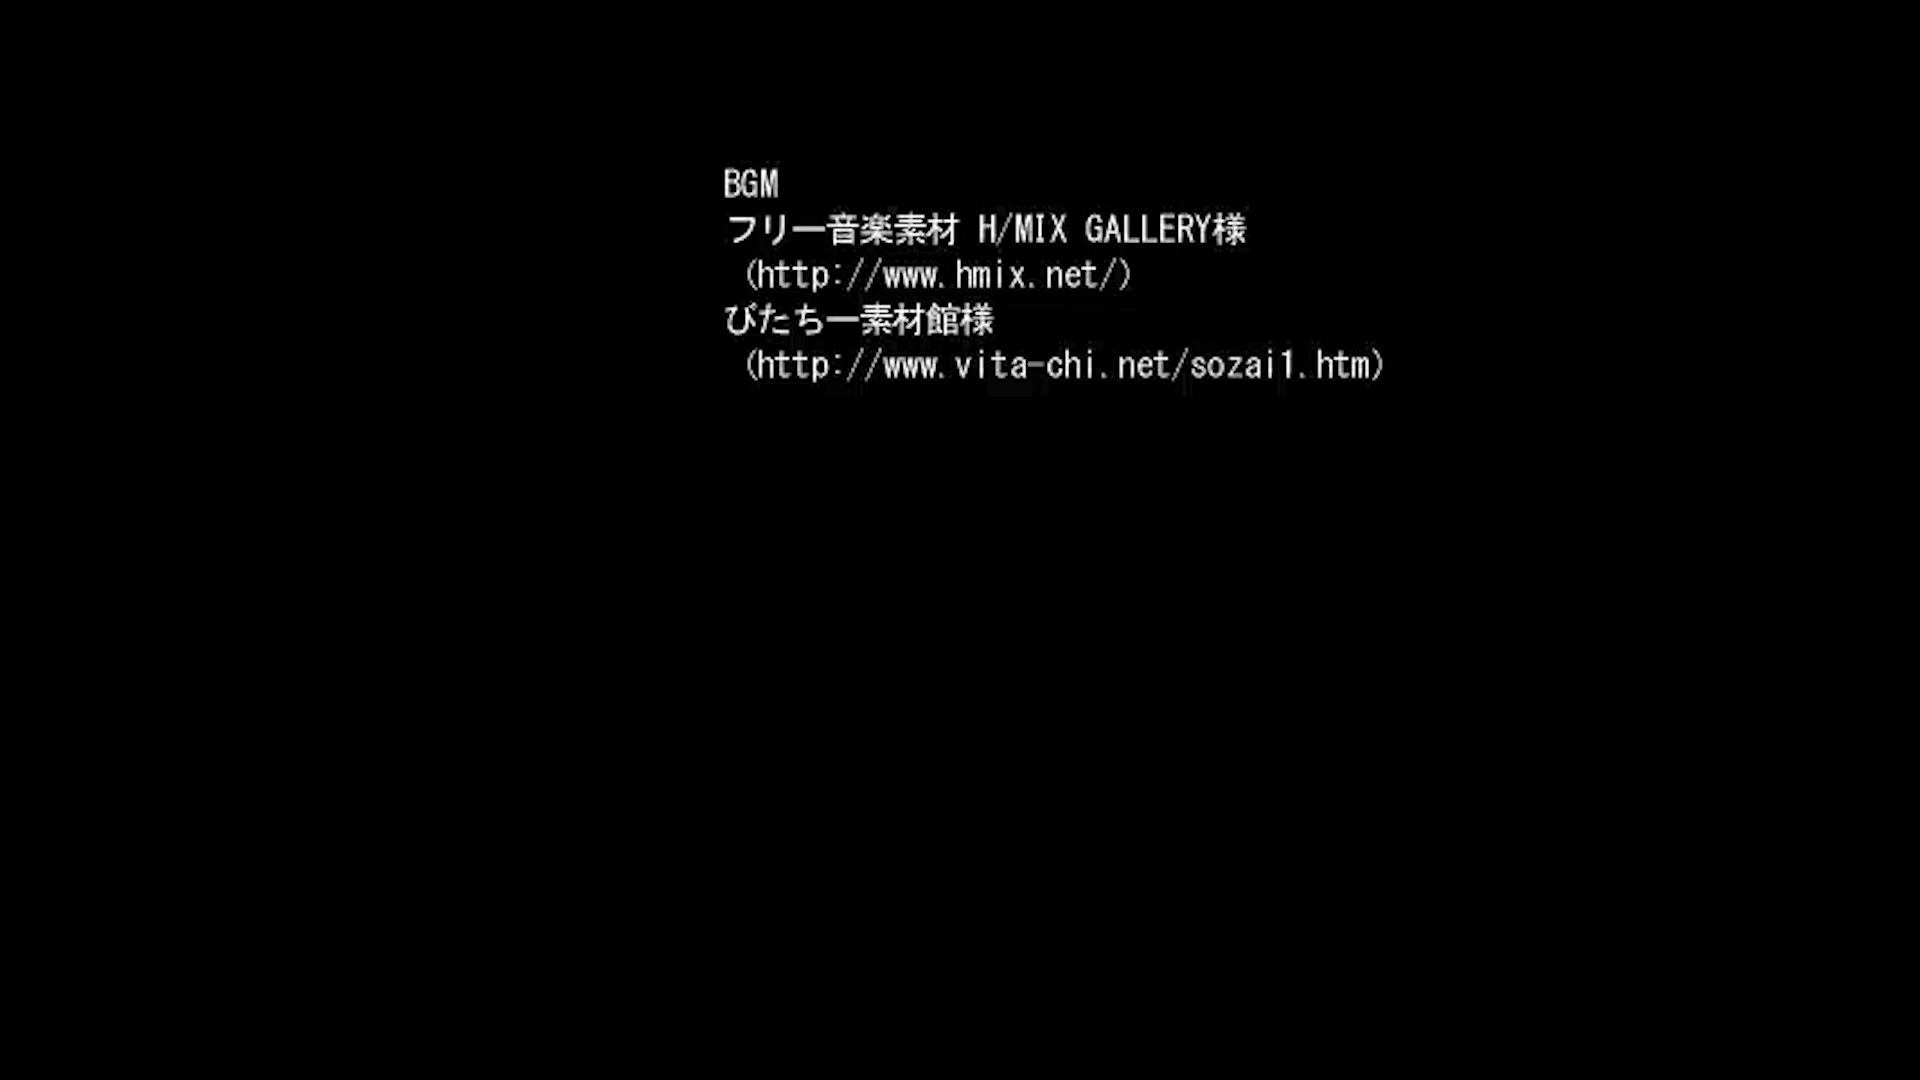 BGM
フリー音楽素材 H/MIX GALLERY様
(http://www.hmix.net/)
びたちー素材館様
(http://www.vita-chi.net/sozai1.htm)